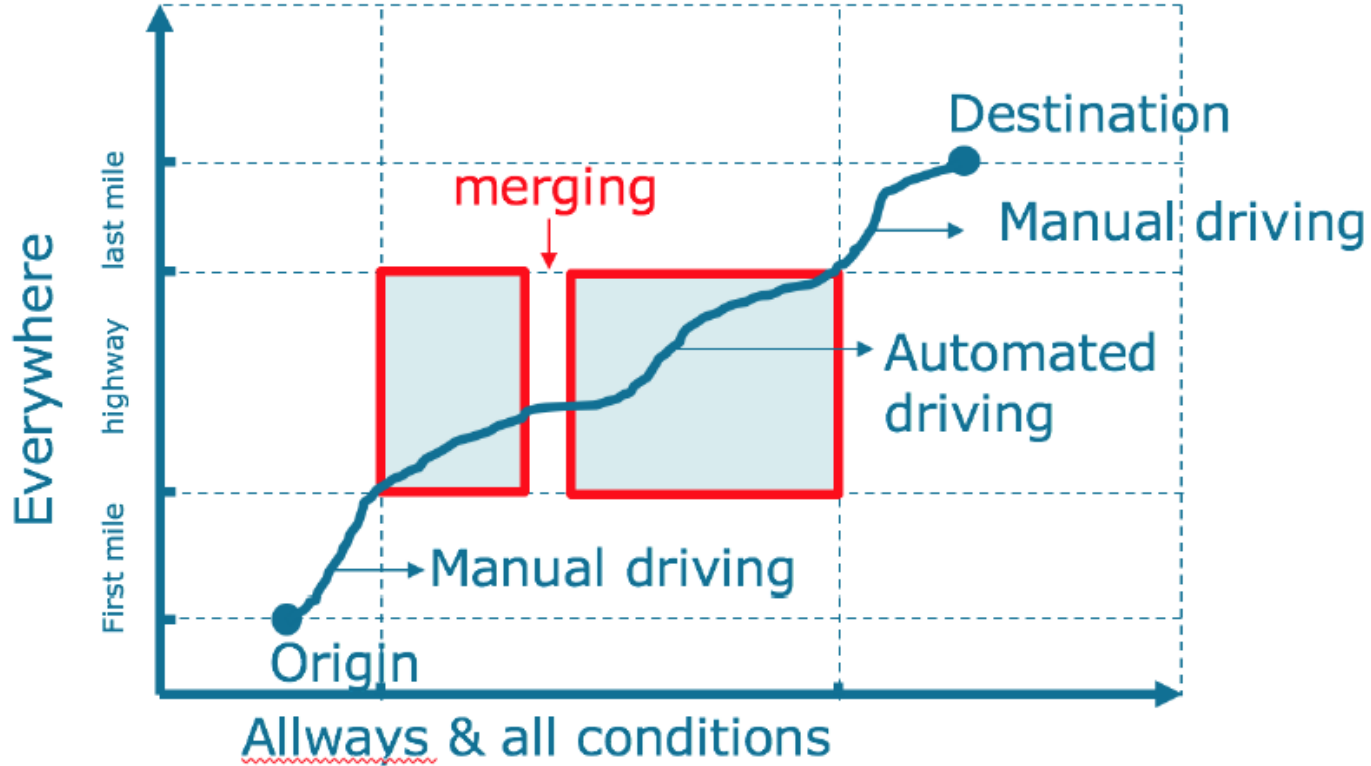 Destination
merging
Manual driving
Automated
driving
Manual driving
Origin
Everywhere
last mile
highway
First mile
Allways & all conditions